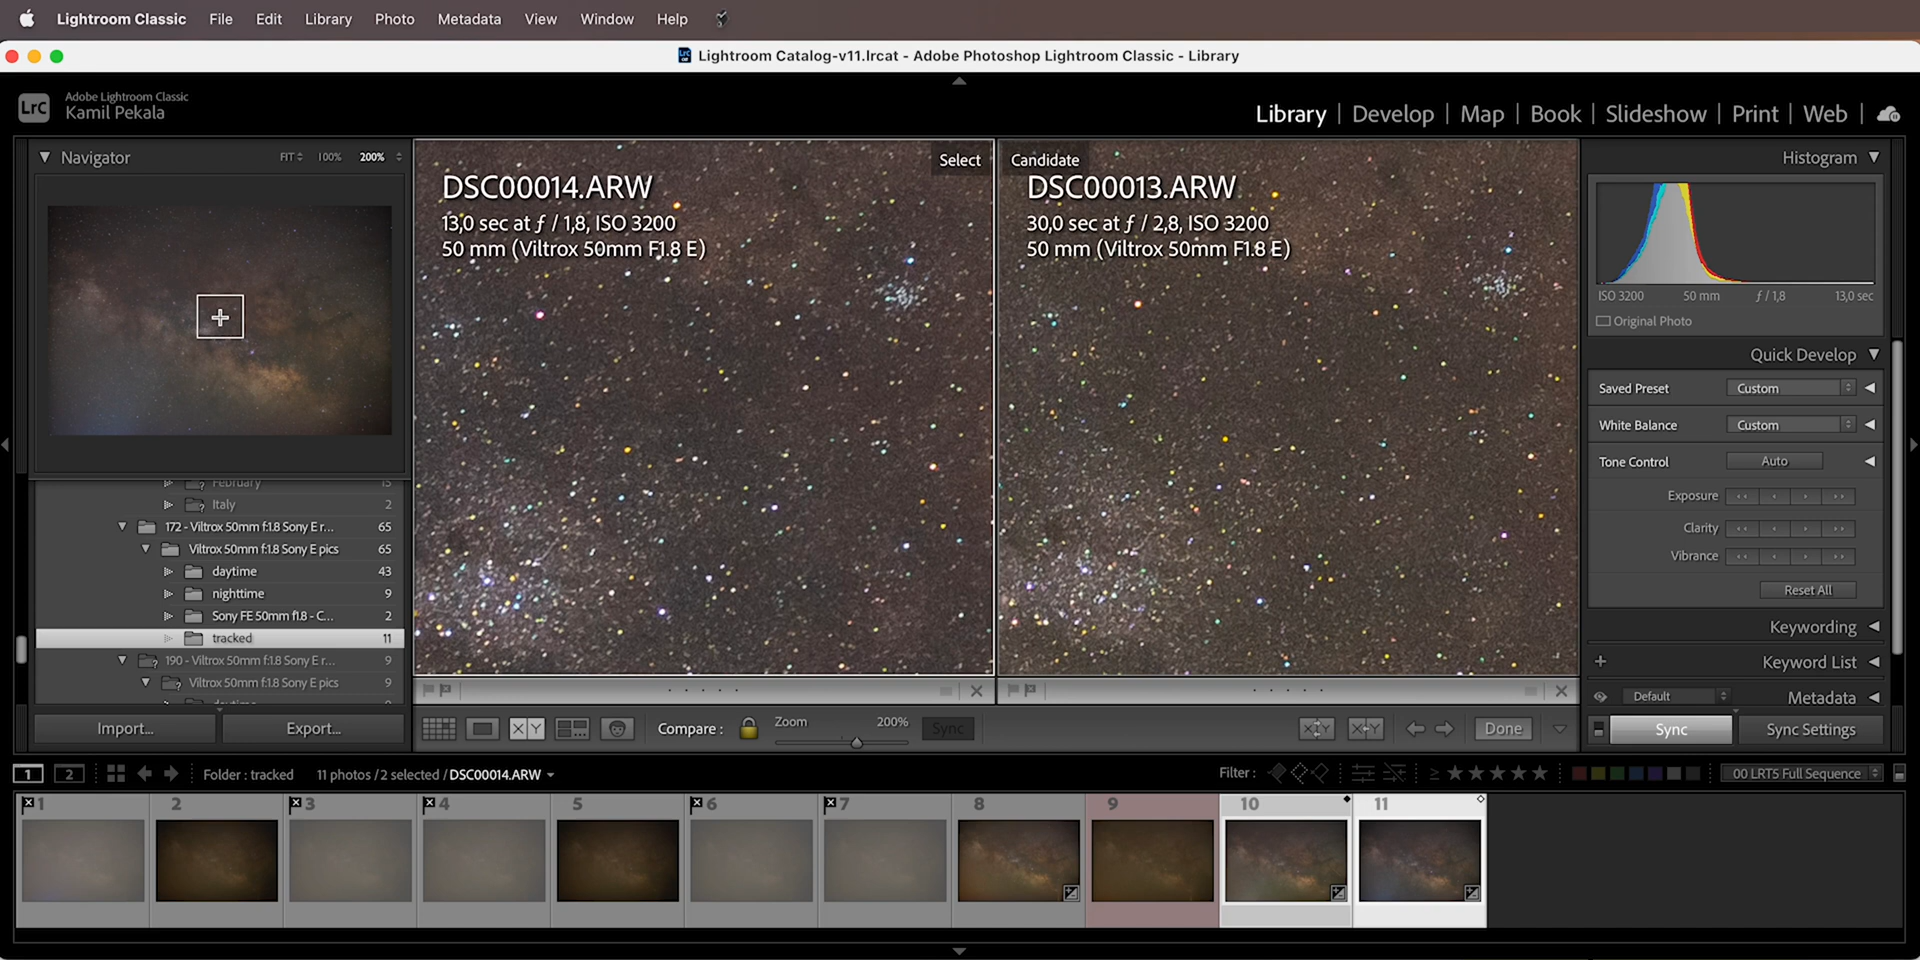 Lightroom Classic File Edit Library Photo Metadata View Window Help
Lightroom Catalog-v11.lrcat - Adobe Photoshop Lightroom Classic - Library
LrC
Adobe Lightroom Classic
Kamil Pekala
Library | Develop | Map | Book | Slideshow | Print | Web |
Navigator FIT 100% 200%
February 15
Italy 2
172 - Viltrox 50mm f:1.8 Sony E r... 65
Viltrox 50mm f:1.8 Sony E pics 65
daytime 43
nighttime 9
Sony FE 50mm f1.8 - C... 2
tracked 11
190 - Viltrox 50mm f:1.8 Sony E r... 9
Viltrox 50mm f:1.8 Sony E pics 9
Import... Export...
Select
DSC00014.ARW
13,0 sec at ƒ / 1,8, ISO 3200
50 mm (Viltrox 50mm F1.8 E)
Candidate
DSC00013.ARW
30,0 sec at ƒ / 2,8, ISO 3200
50 mm (Viltrox 50mm F1.8 E)
X Y Compare : Zoom 200% Sync
X Y X Y Done
Histogram
ISO 3200 50 mm ƒ / 1,8 13,0 sec
Original Photo
Quick Develop
Saved Preset Custom
White Balance Custom
Tone Control Auto
Exposure
Clarity
Vibrance
Reset All
Keywording
+ Keyword List
Default Metadata
Sync Sync Settings
1 2 Folder : tracked 11 photos / 2 selected / DSC00014.ARW
Filter : ≥ ★★★★★ 00 LRT5 Full Sequence
1 2 3 4 5 6 7 8 9 10 11